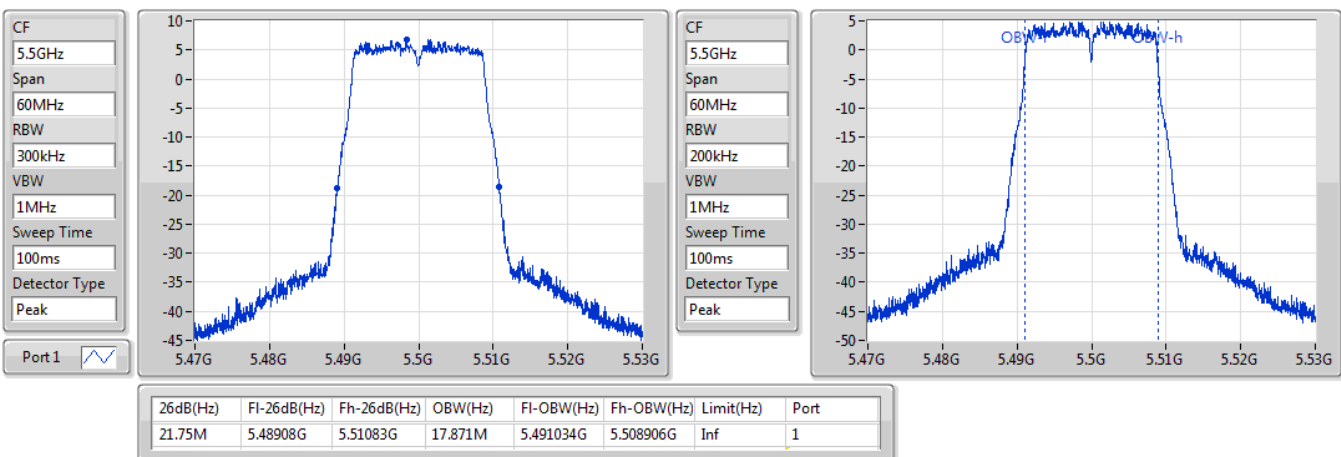 CF
5.5GHz
Span
60MHz
RBW
300kHz
VBW
1MHz
Sweep Time
100ms
Detector Type
Peak
Port 1
10
5
0
-5
-10
-15
-20
-25
-30
-35
-40
-45
5.47G 5.48G 5.49G 5.5G 5.51G 5.52G 5.53G
CF
5.5GHz
Span
60MHz
RBW
200kHz
VBW
1MHz
Sweep Time
100ms
Detector Type
Peak
5
0
-5
-10
-15
-20
-25
-30
-35
-40
-45
-50
OBW-h
5.47G 5.48G 5.49G 5.5G 5.51G 5.52G 5.53G
26dB(Hz) Fl-26dB(Hz) Fh-26dB(Hz) OBW(Hz) Fl-OBW(Hz) Fh-OBW(Hz) Limit(Hz) Port
21.75M 5.48908G 5.51083G 17.871M 5.491034G 5.508906G Inf 1